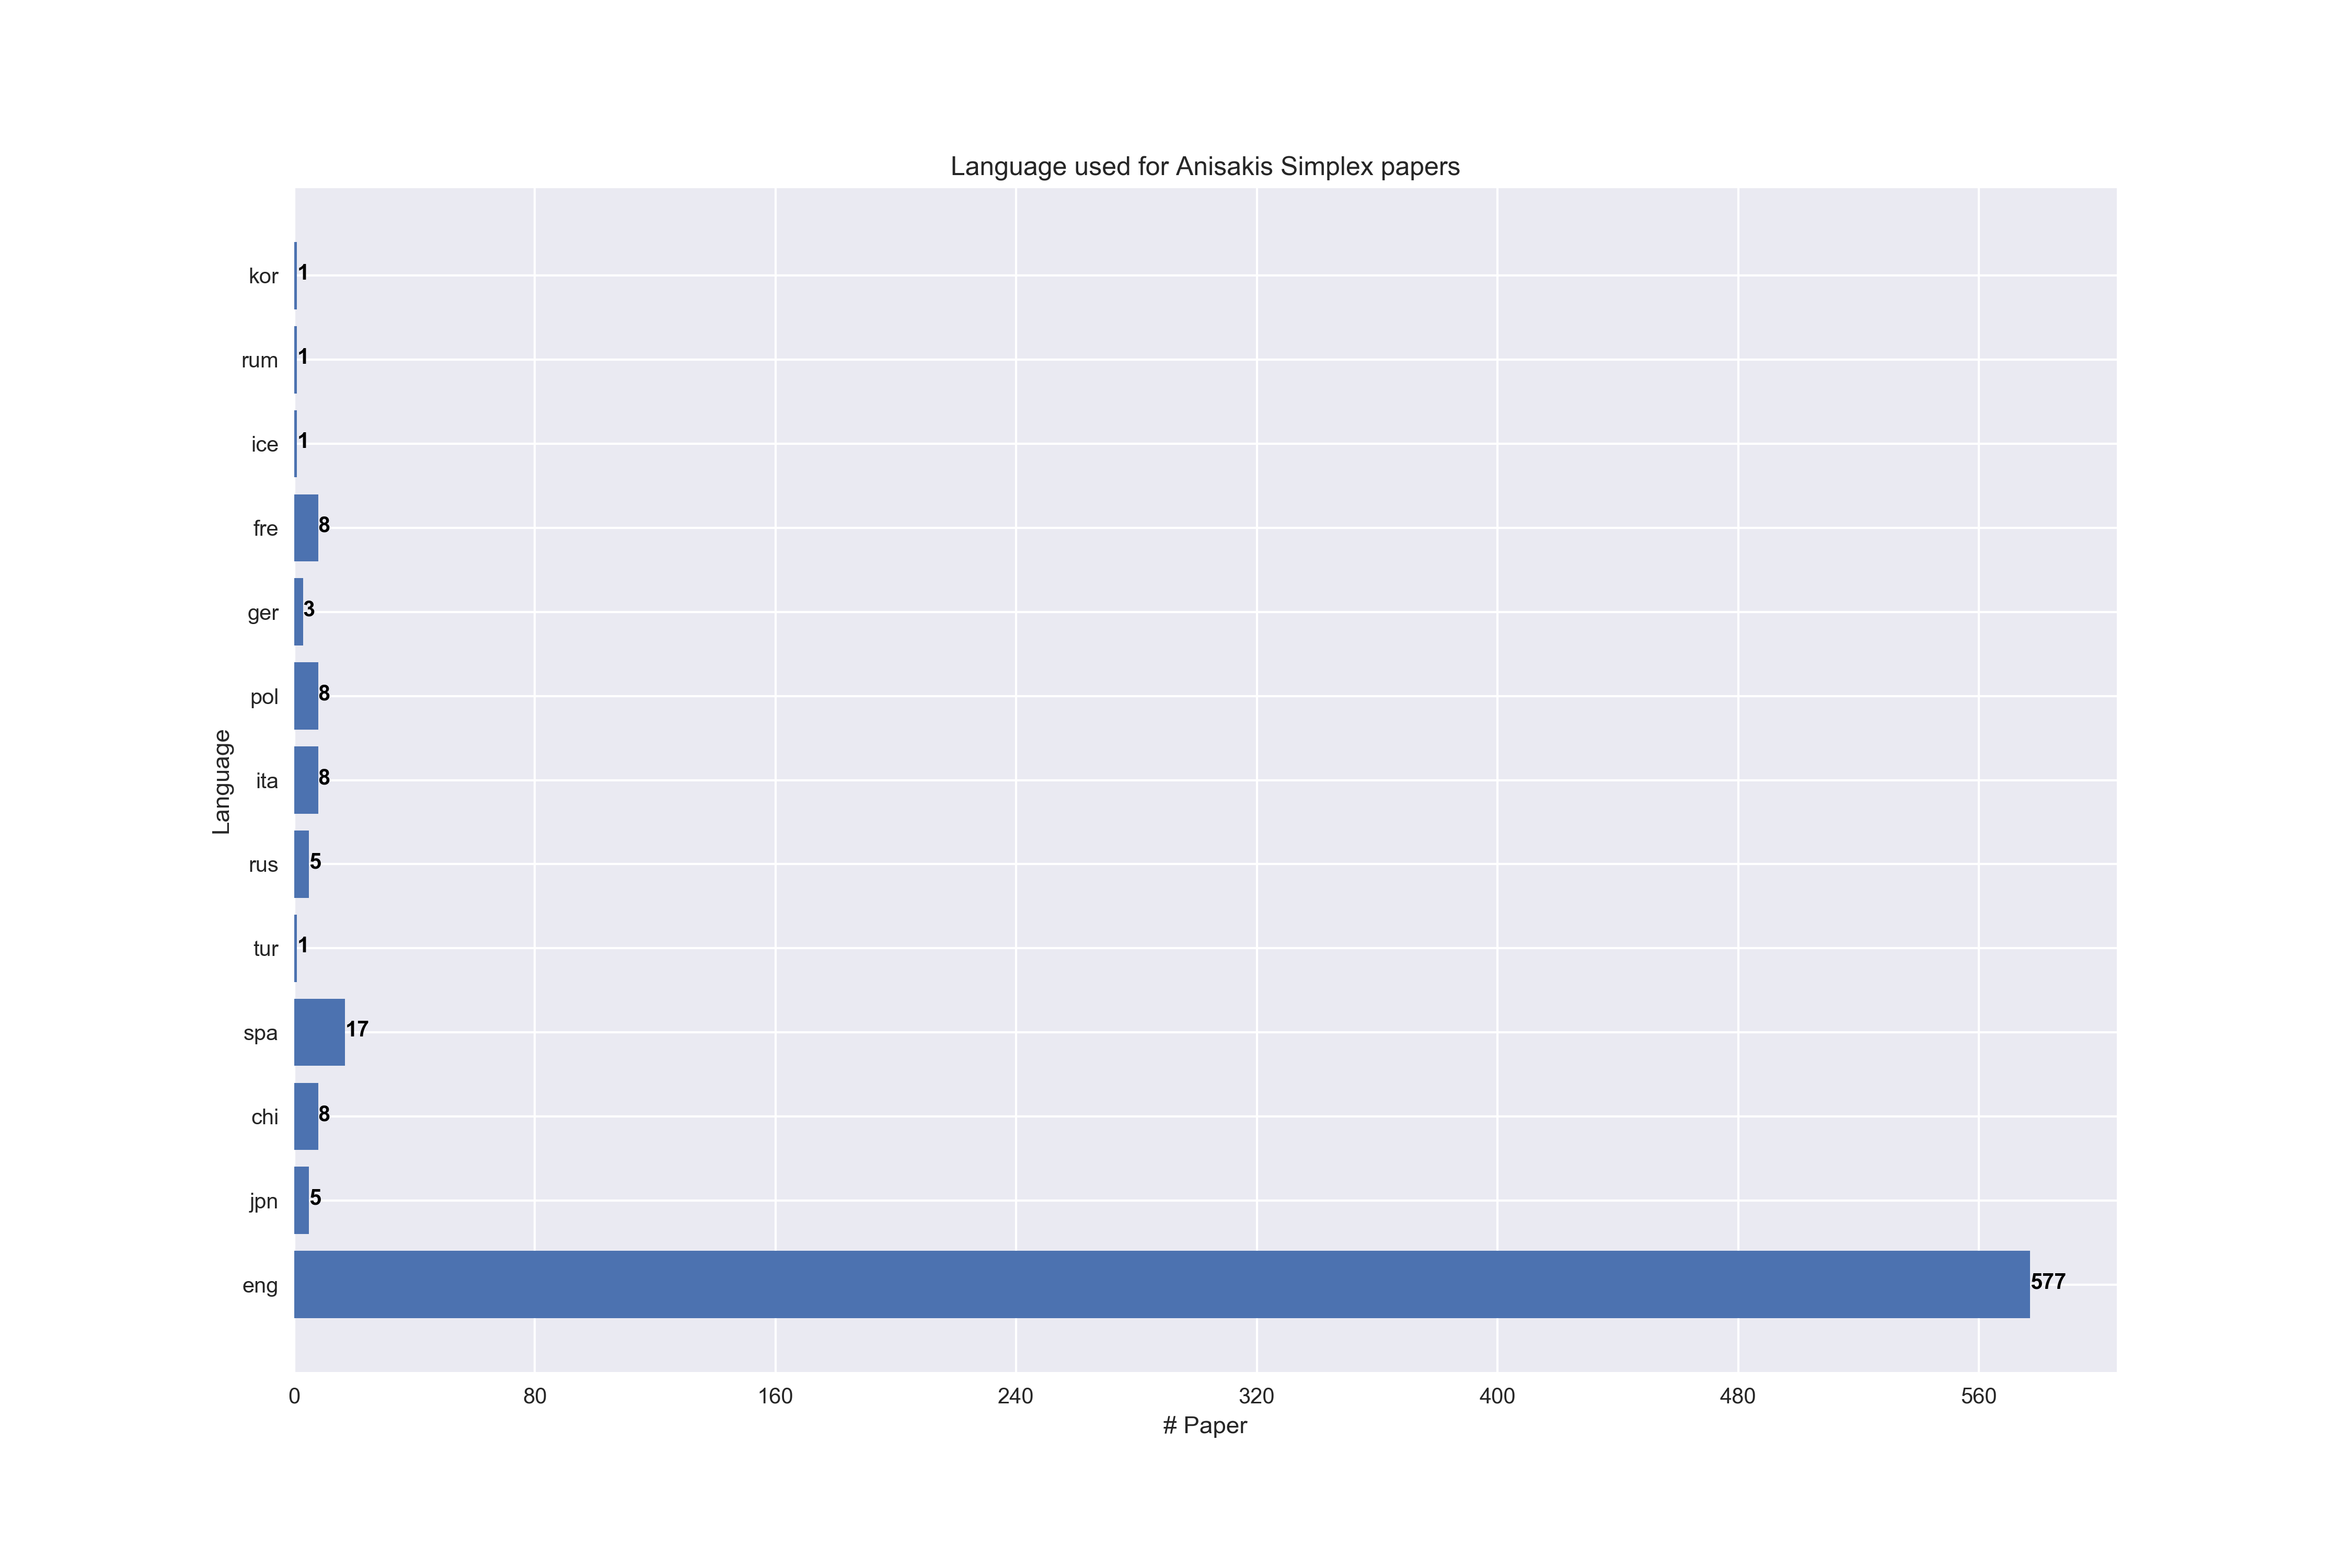 Language used for Anisakis Simplex papers
kor 1
rum 1
ice 1
fre 8
ger 3
pol 8
ita 8
rus 5
tur 1
spa 17
chi 8
jpn 5
eng 577
Language
0 80 160 240 320 400 480 560
# Paper